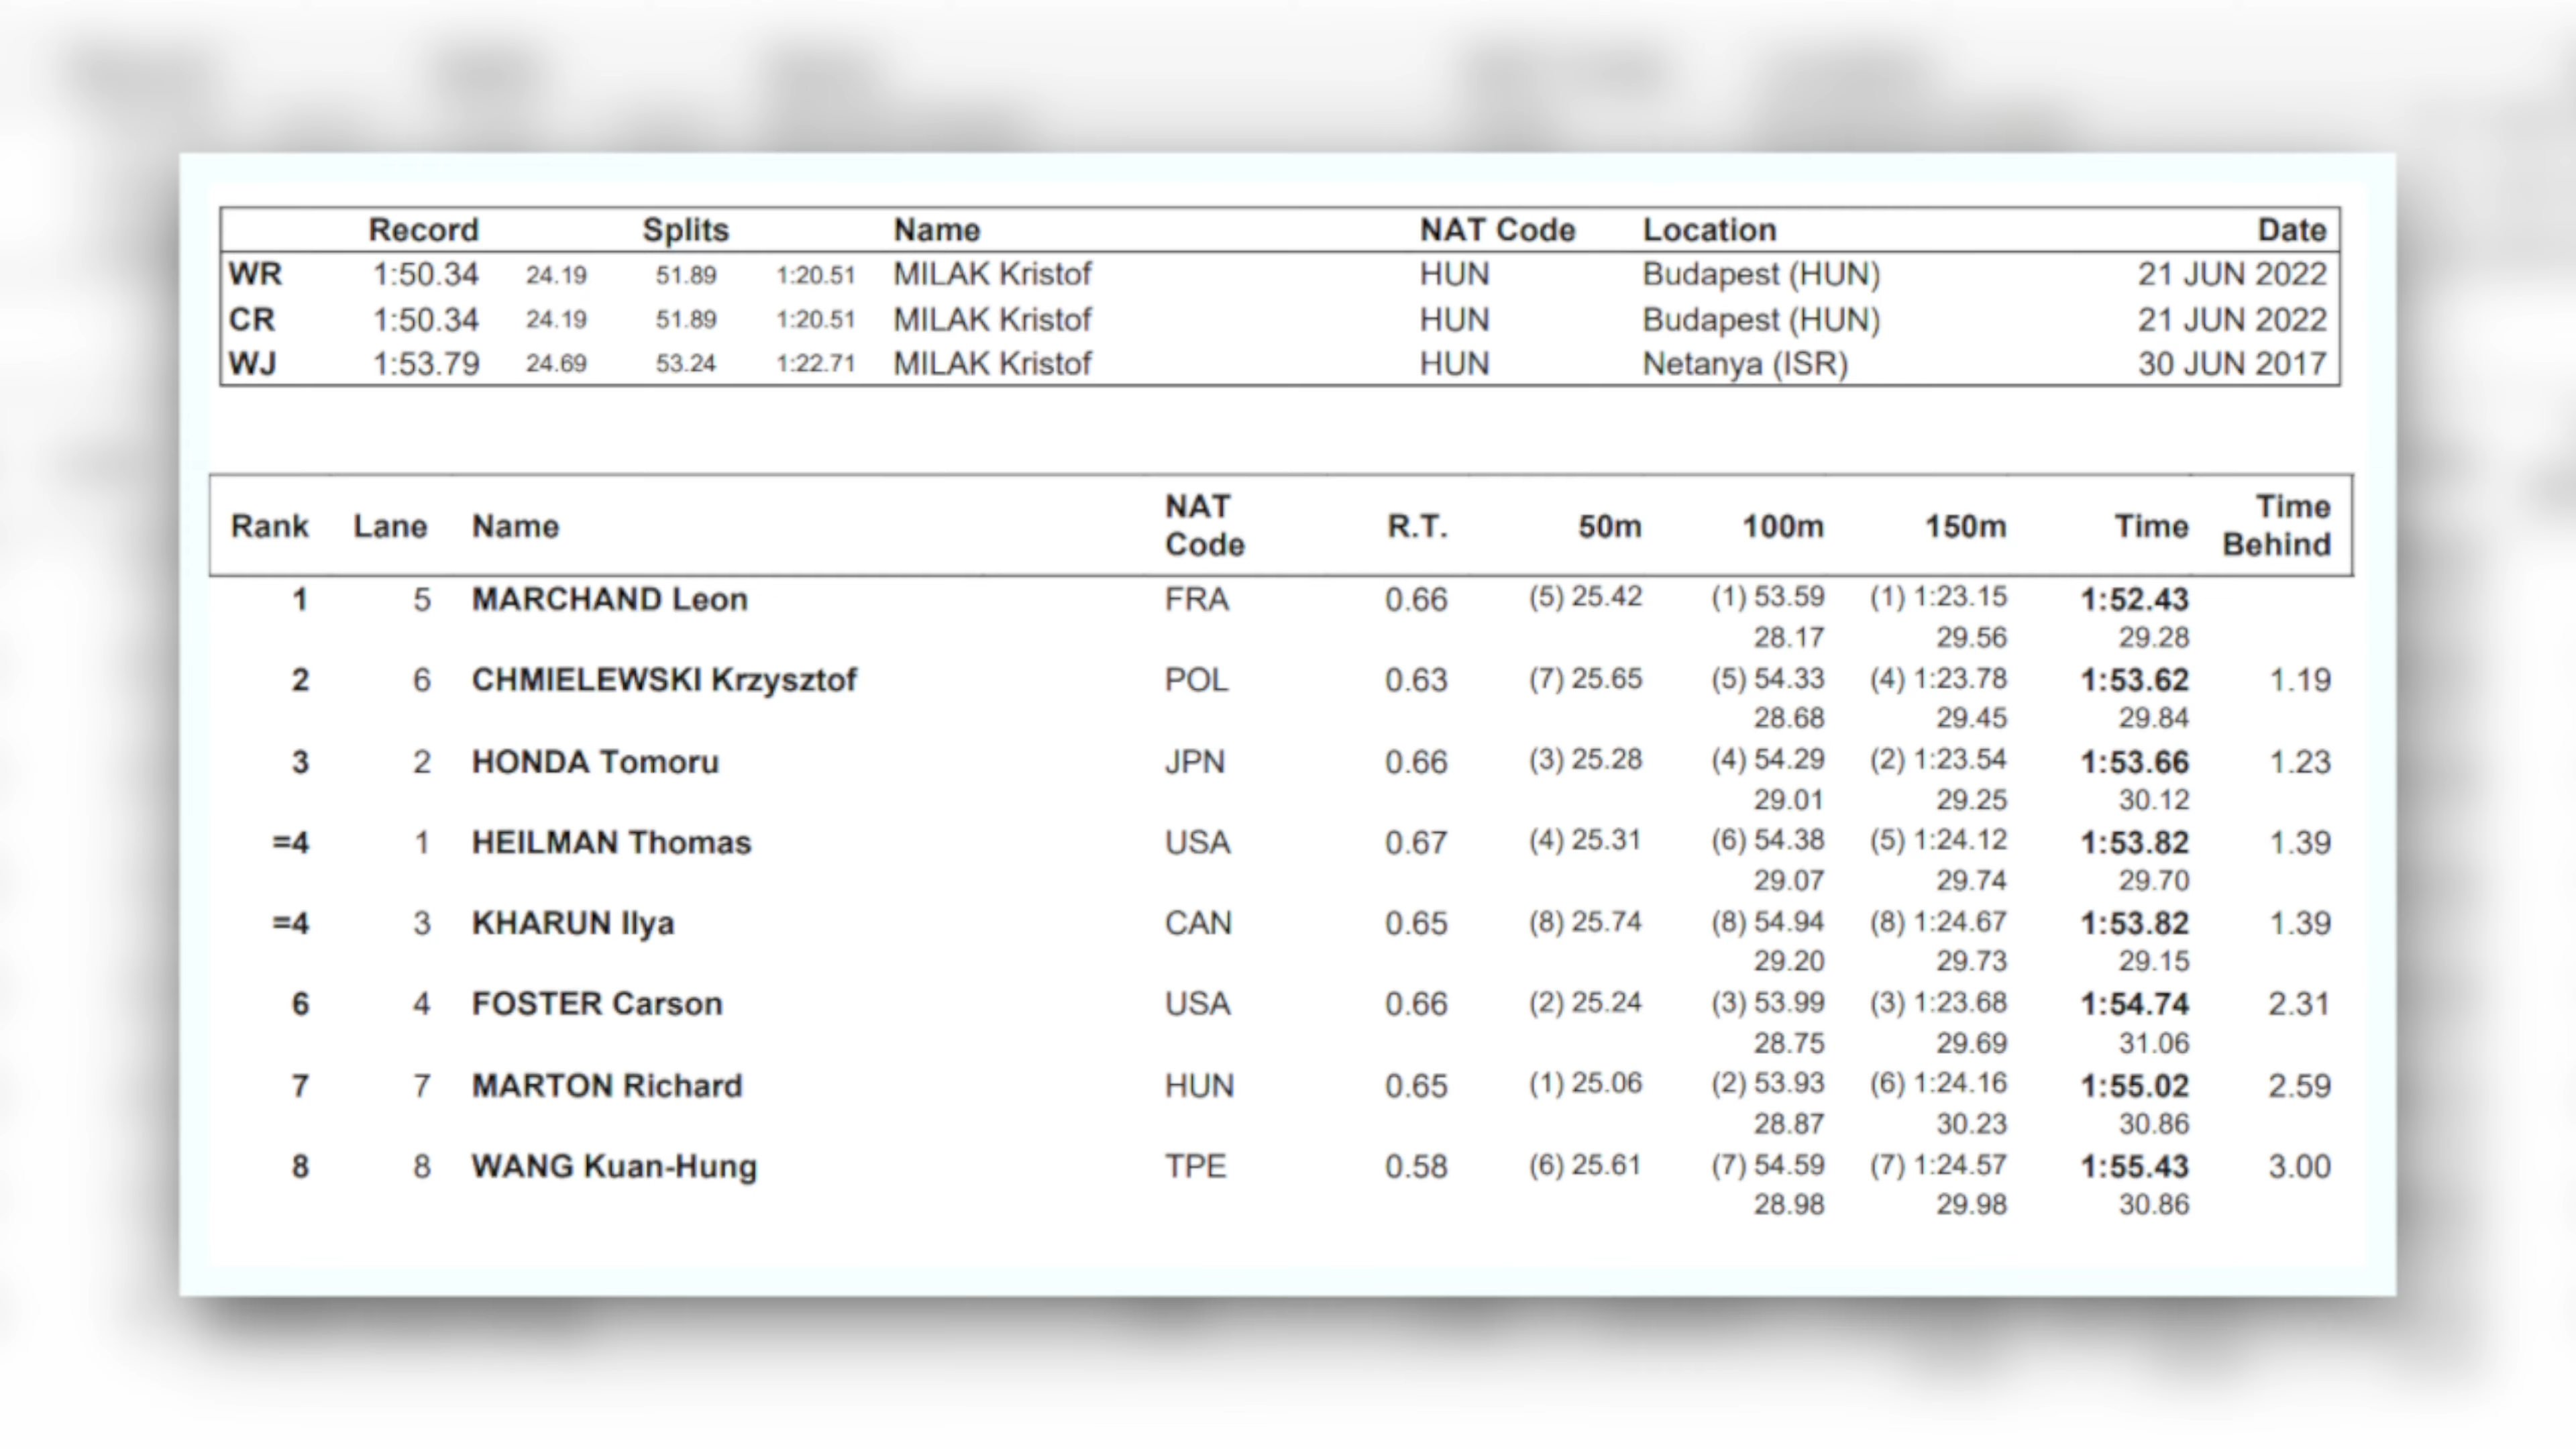 Record Splits Name NAT Code Location Date
WR 1:50.34 24.19 51.89 1:20.51 MILAK Kristof HUN Budapest (HUN) 21 JUN 2022
CR 1:50.34 24.19 51.89 1:20.51 MILAK Kristof HUN Budapest (HUN) 21 JUN 2022
WJ 1:53.79 24.69 53.24 1:22.71 MILAK Kristof HUN Netanya (ISR) 30 JUN 2017
Rank Lane Name NAT Code R.T. 50m 100m 150m Time Time Behind
1 5 MARCHAND Leon FRA 0.66 (5) 25.42 (1) 53.59 (1) 1:23.15 1:52.43
28.17 29.56 29.28
2 6 CHMIELEWSKI Krzysztof POL 0.63 (7) 25.65 (5) 54.33 (4) 1:23.78 1:53.62 1.19
28.68 29.45 29.84
3 2 HONDA Tomoru JPN 0.66 (3) 25.28 (4) 54.29 (2) 1:23.54 1:53.66 1.23
29.01 29.25 30.12
=4 1 HEILMAN Thomas USA 0.67 (4) 25.31 (6) 54.38 (5) 1:24.12 1:53.82 1.39
29.07 29.74 29.70
=4 3 KHARUN Ilya CAN 0.65 (8) 25.74 (8) 54.94 (8) 1:24.67 1:53.82 1.39
29.20 29.73 29.15
6 4 FOSTER Carson USA 0.66 (2) 25.24 (3) 53.99 (3) 1:23.68 1:54.74 2.31
28.75 29.69 31.06
7 7 MARTON Richard HUN 0.65 (1) 25.06 (2) 53.93 (6) 1:24.16 1:55.02 2.59
28.87 30.23 30.86
8 8 WANG Kuan-Hung TPE 0.58 (6) 25.61 (7) 54.59 (7) 1:24.57 1:55.43 3.00
28.98 29.98 30.86